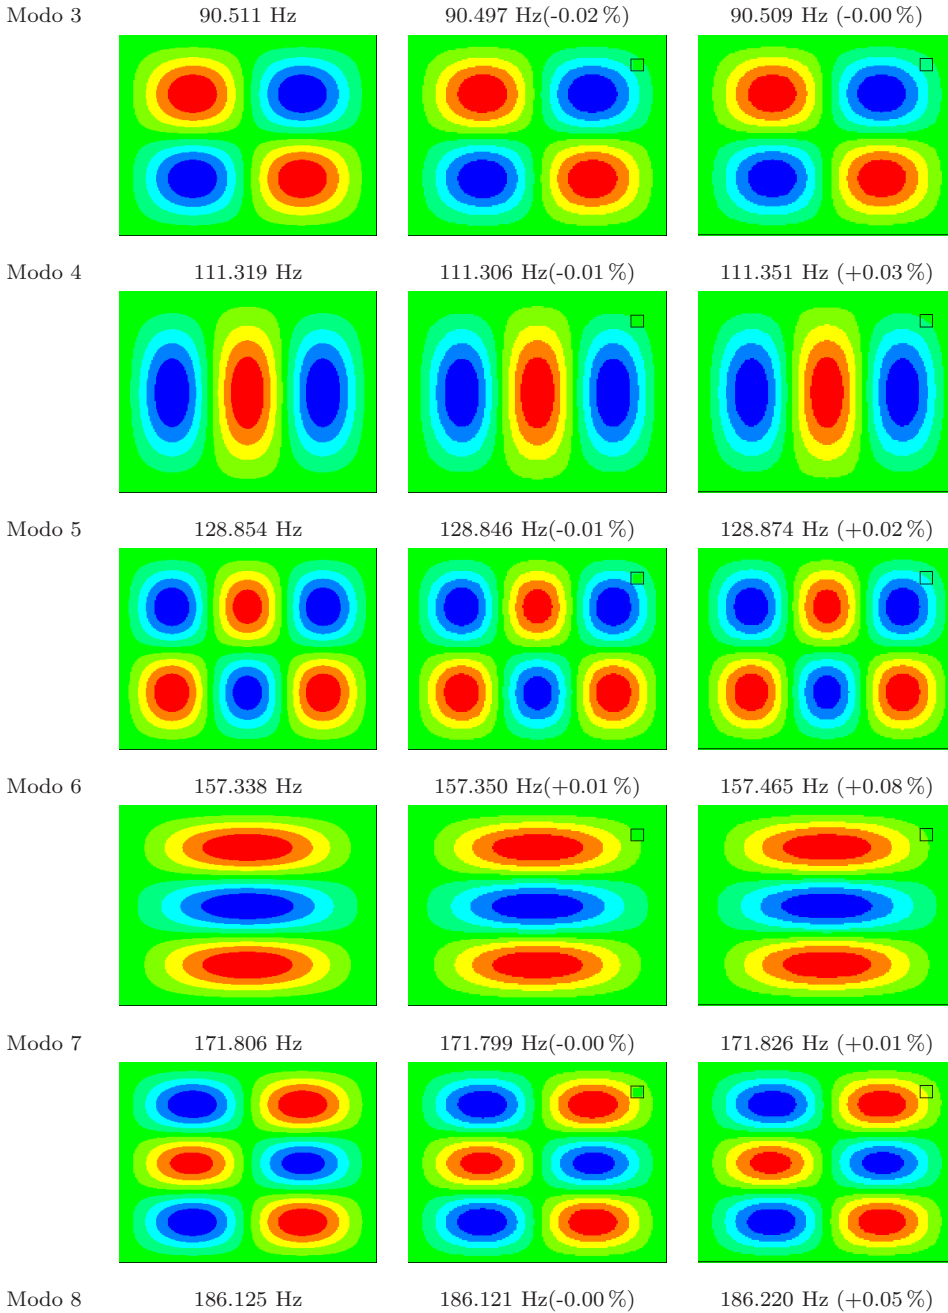 Modo 3 90.511 Hz 90.497 Hz(-0.02 %) 90.509 Hz (-0.00 %)
Modo 4 111.319 Hz 111.306 Hz(-0.01 %) 111.351 Hz (+0.03 %)
Modo 5 128.854 Hz 128.846 Hz(-0.01 %) 128.874 Hz (+0.02 %)
Modo 6 157.338 Hz 157.350 Hz(+0.01 %) 157.465 Hz (+0.08 %)
Modo 7 171.806 Hz 171.799 Hz(-0.00 %) 171.826 Hz (+0.01 %)
Modo 8 186.125 Hz 186.121 Hz(-0.00 %) 186.220 Hz (+0.05 %)